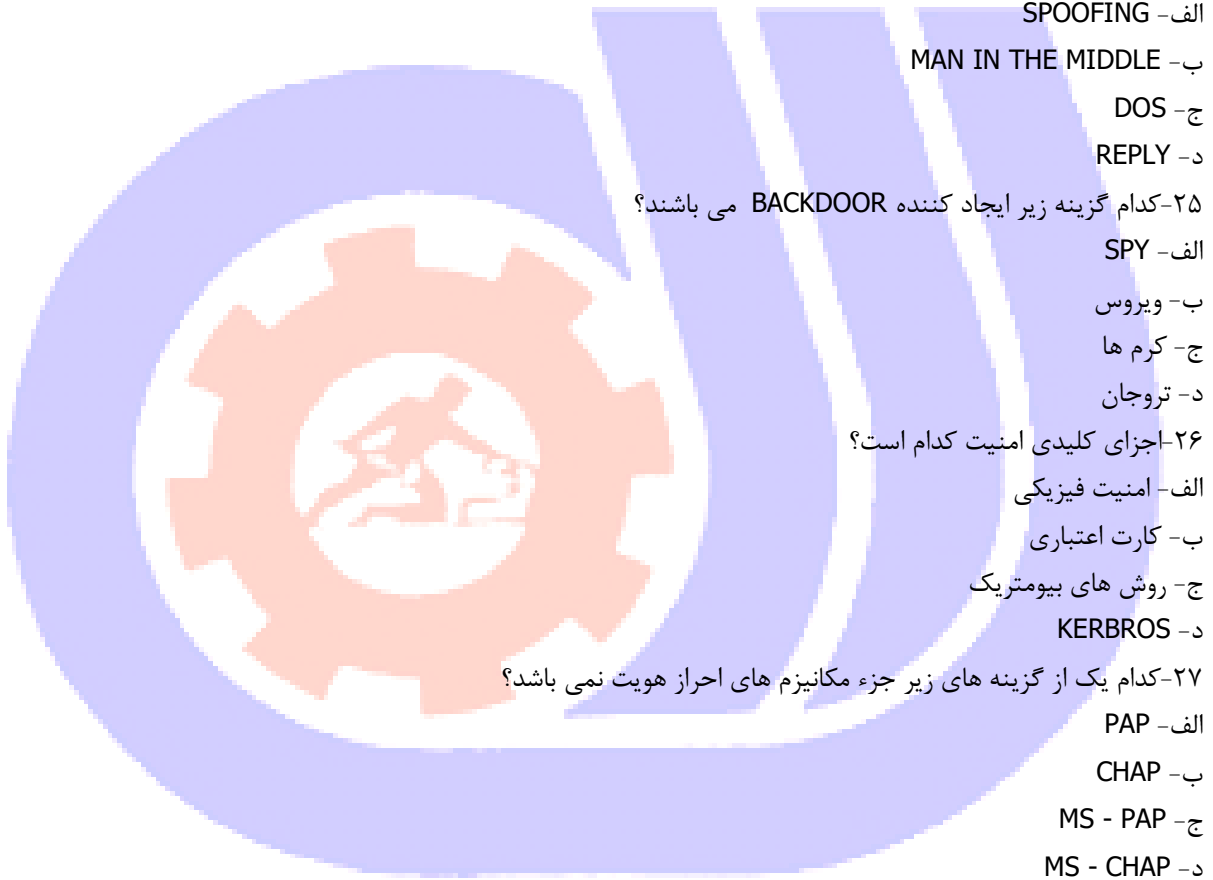 الف- SPOOFING
ب- MAN IN THE MIDDLE
ج- DOS
د- REPLY
۲۵-کدام گزینه زیر ایجاد کننده BACKDOOR می باشند؟
الف- SPY
ب- ویروس
ج- کرم ها
د- تروجان
۲۶-اجزای کلیدی امنیت کدام است؟
الف- امنیت فیزیکی
ب- کارت اعتباری
ج- روش های بیومتریک
د- KERBROS
۲۷-کدام یک از گزینه های زیر جزء مکانیزم های احراز هویت نمی باشد؟
الف- PAP
ب- CHAP
ج- MS - PAP
د- MS - CHAP